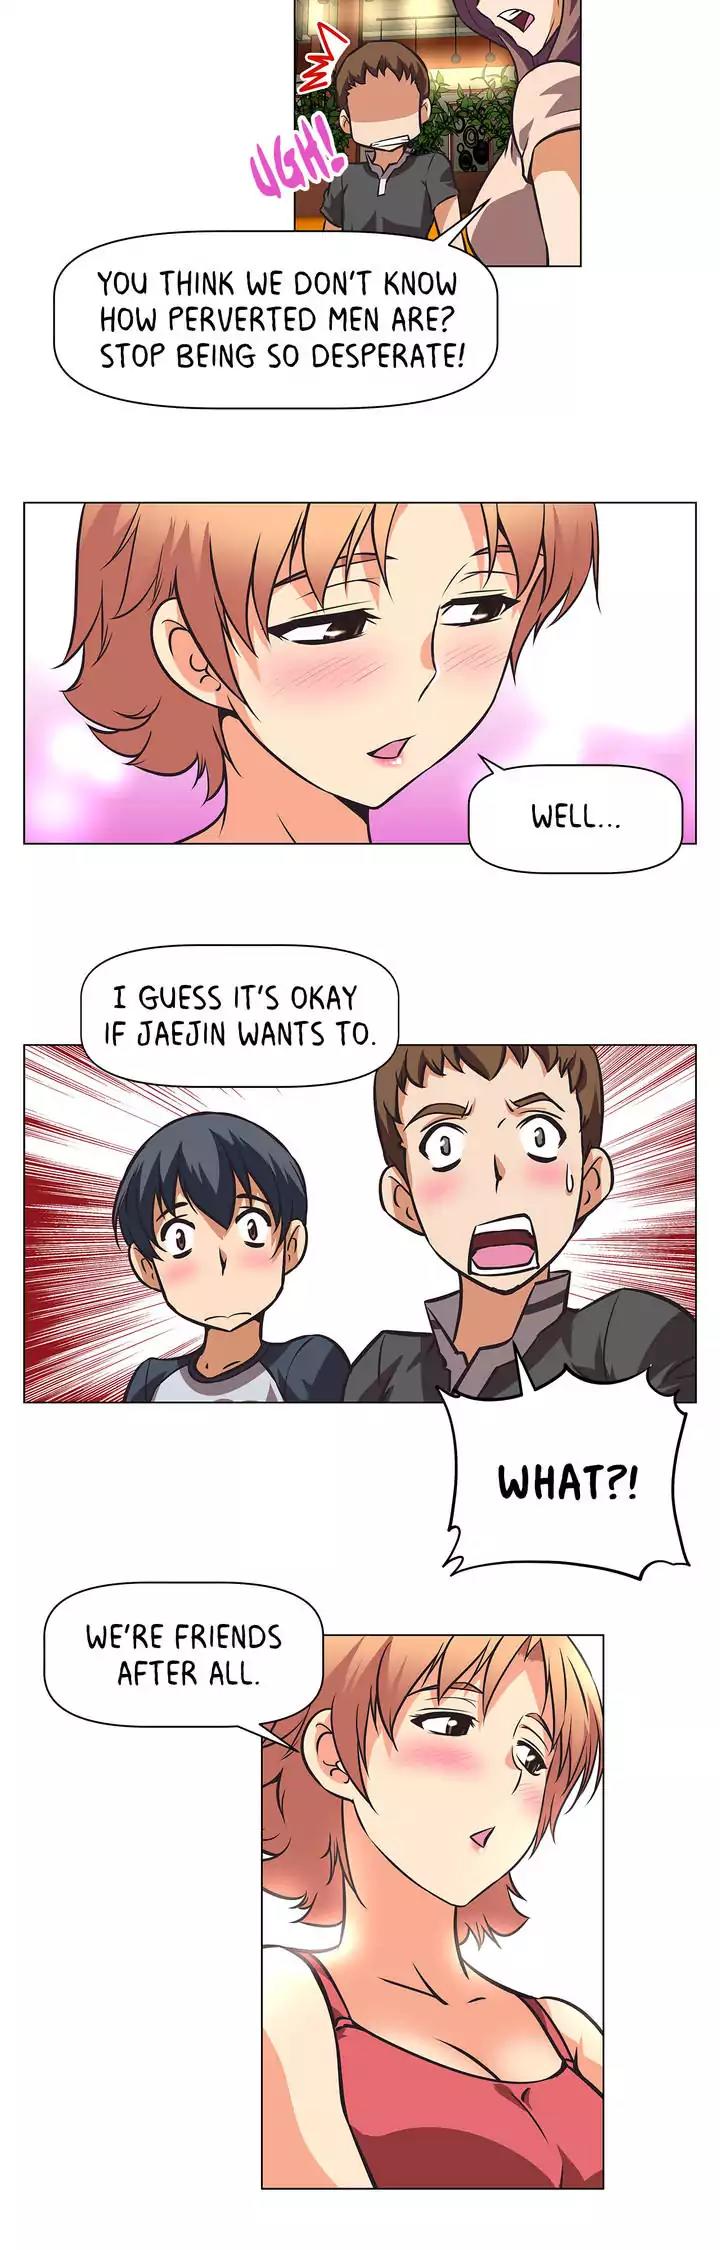 UGH!
YOU THINK WE DON'T KNOW
HOW PERVERTED MEN ARE?
STOP BEING SO DESPERATE!
WELL...
I GUESS IT'S OKAY
IF JAEJIN WANTS TO.
WHAT?!
WE'RE FRIENDS
AFTER ALL.